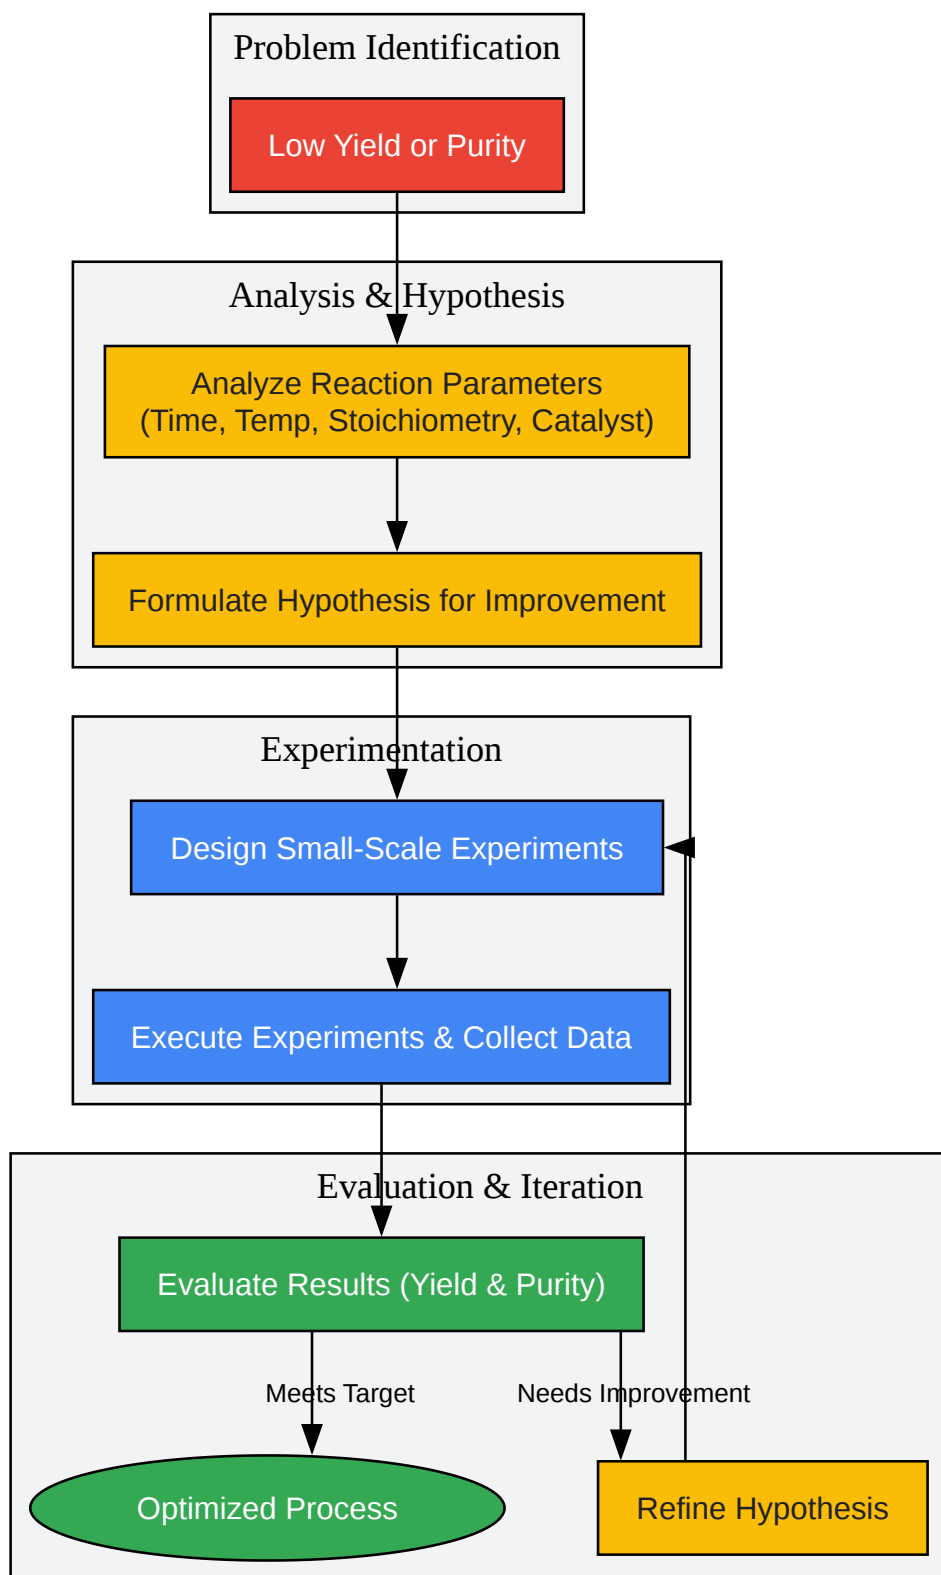 Problem Identification
Low Yield or Purity
Analysis & Hypothesis
Analyze Reaction Parameters
(Time, Temp, Stoichiometry, Catalyst)
Formulate Hypothesis for Improvement
Experimentation
Design Small-Scale Experiments
Execute Experiments & Collect Data
Evaluation & Iteration
Evaluate Results (Yield & Purity)
Meets Target
Needs Improvement
Optimized Process
Refine Hypothesis